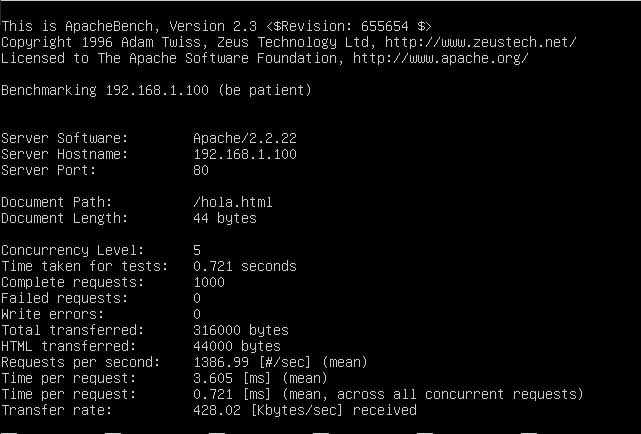 This is ApacheBench, Version 2.3 <$Revision: 655654 $>
Copyright 1996 Adam Twiss, Zeus Technology Ltd, http://www.zeustech.net/
Licensed to The Apache Software Foundation, http://www.apache.org/
Benchmarking 192.168.1.100 (be patient)
Server Software: Apache/2.2.22
Server Hostname: 192.168.1.100
Server Port: 80
Document Path: /hola.html
Document Length: 44 bytes
Concurrency Level: 5
Time taken for tests: 0.721 seconds
Complete requests: 1000
Failed requests: 0
Write errors: 0
Total transferred: 316000 bytes
HTML transferred: 44000 bytes
Requests per second: 1386.99 [#/sec] (mean)
Time per request: 3.605 [ms] (mean)
Time per request: 0.721 [ms] (mean, across all concurrent requests)
Transfer rate: 428.02 [Kbytes/sec] received